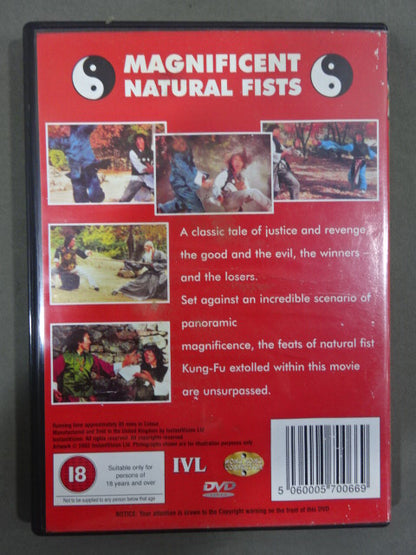 MAGNIFICENT
NATURAL FISTS
A classic tale of justice and revenge,
the good and the evil, the winners
and the losers.
Set against an incredible scenario of
panoramic
magnificence, the feats of natural fist
Kung-Fu extolled within this movie
are unsurpassed.
Running time approximately 85 mins in Colour
Manufactured and Sold in the United Kingdom by InstantVision Ltd
InstantVision. All rights reserved. All copyrights reserved.
Artwork © 2002 InstantVision Ltd. Photographs shown are for illustration purposes only
18
Suitable only for
persons of
18 years and over
Not to be supplied to any person below that age
IVL
DVD
5 060005 700669
NOTICE: Your attention is drawn to the Copyright warning on the front of this DVD